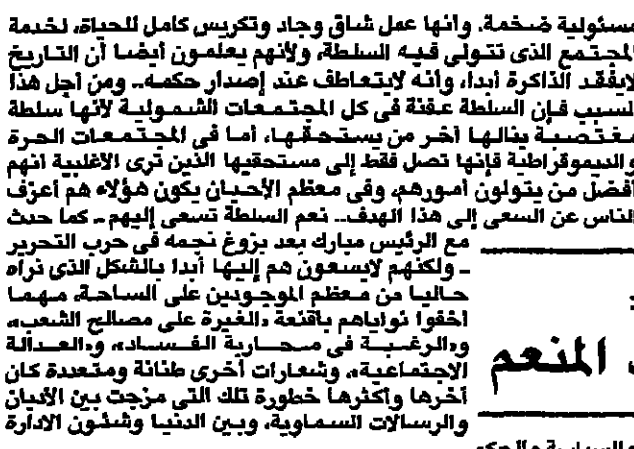 مسئولية ضخمة. وأنها عمل شاق وجاد وتكريس كامل للحياة، لخدمة
المجتمع الذى تتولى فيه السلطة، ولأنهم يعلمون أيضا أن التاريخ
لايفقد الذاكرة أبدا، وأنه لايتعاطف عند إصدار حكمه.. ومن أجل هذا
السبب فإن السلطة عفنة فى كل المجتمعات الشمولية لأنها سلطة
مغتصبة ينالها آخر من يستحقها، أما فى المجتمعات الحرة
والديموقراطية فإنها تصل فقط إلى مستحقيها الذين ترى الأغلبية أنهم
أفضل من يتولون أمورهم، وفى معظم الأحيان يكون هؤلاء هم أعزف
الناس عن السعى إلى هذا الهدف.. نعم السلطة تسعى إليهم ـ كما حدث
مع الرئيس مبارك بعد بزوغ نجمه فى حرب التحرير
ـ ولكنهم لايسعون هم إليها أبدا بالشكل الذى نراه
حاليا من معظم الموجودين على الساحة، مهما
أخفوا نواياهم بأقنعة «الغيرة على مصالح الشعب»،
و«الرغبة فى محاربة الفساد»، و«العدالة
الاجتماعية»، وشعارات أخرى طنانة ومتعددة كان
آخرها وأكثرها خطورة تلك التى مزجت بين الأديان
والرسالات السماوية، وبين الدنيا وشئون الادارة
المنعم
والسياسة والحكم